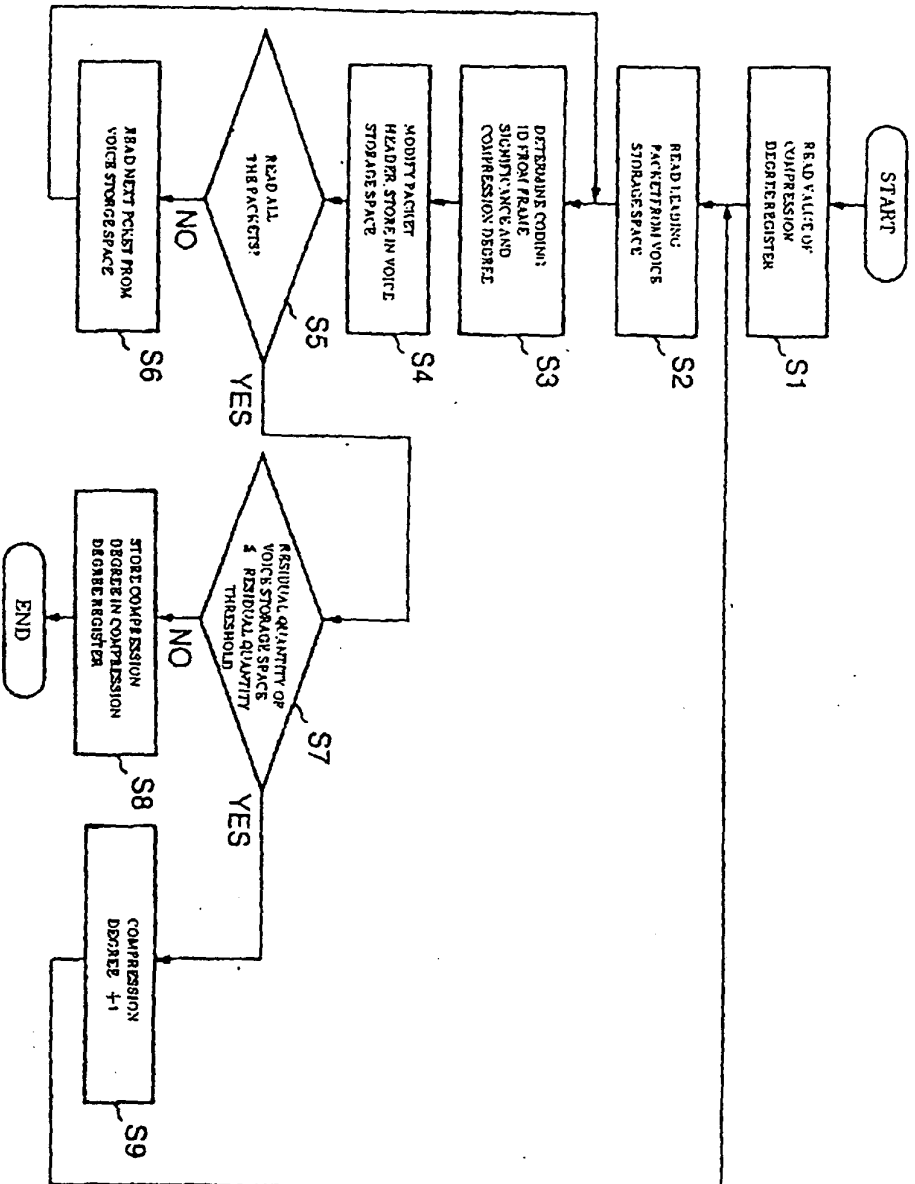 START
READ VALUE OF
COMPRESSION
DEGREE REGISTER
S1
READ LEADING
PACKET FROM VOICE
STORAGE SPACE
S2
DETERMINE CODING
ID FROM FRAME
SIGNIFICANCE AND
COMPRESSION DEGREE
S3
MODIFY PACKET
HEADER, STORE IN VOICE
STORAGE SPACE
S4
READ ALL
THE PACKETS?
S5
YES
NO
READ NEXT PCKET FROM
VOICE STORGE SPACE
S6
RESIDUAL QUANTITY OF
VOICE STORAGE SPACE
≤ RESIDUAL QUANTITY
THRESHOLD
S7
YES
NO
STORE COMPRESSION
DEGREE IN COMPRESSION
DEGREE REGISTER
S8
END
COMPRESSION
DEGREE +1
S9